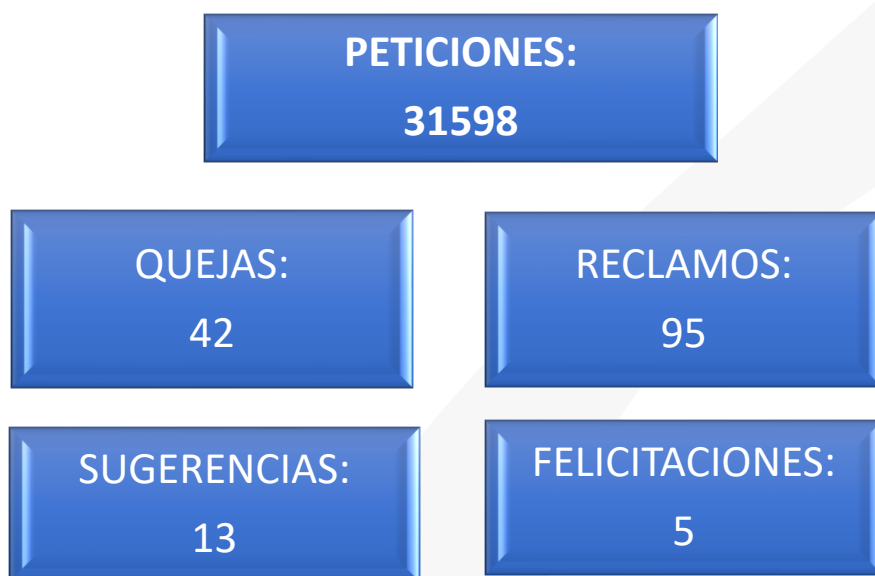 PETICIONES:
31598
QUEJAS:
42
RECLAMOS:
95
SUGERENCIAS:
13
FELICITACIONES:
5